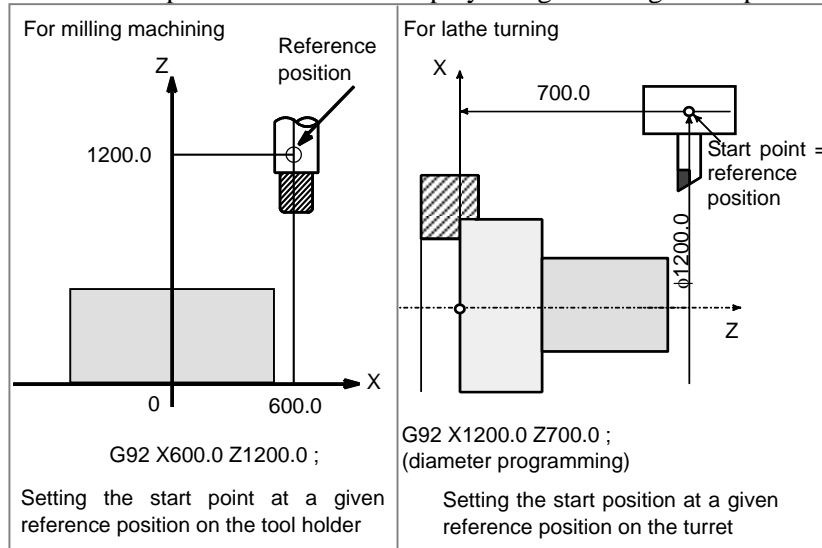 For milling machining
Reference
position
Z
1200.0
X
0
600.0
G92 X600.0 Z1200.0 ;
Setting the start point at a given
reference position on the tool holder
For lathe turning
X
700.0
Start point =
reference
position
φ1200.0
Z
G92 X1200.0 Z700.0 ;
(diameter programming)
Setting the start position at a given
reference position on the turret